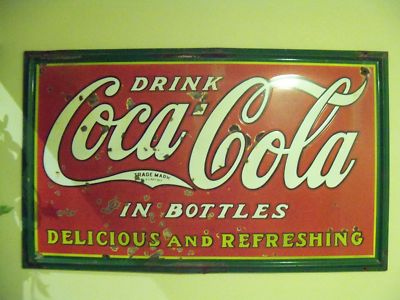 DRINK
Coca-Cola
TRADE MARK
IN BOTTLES
DELICIOUS AND REFRESHING